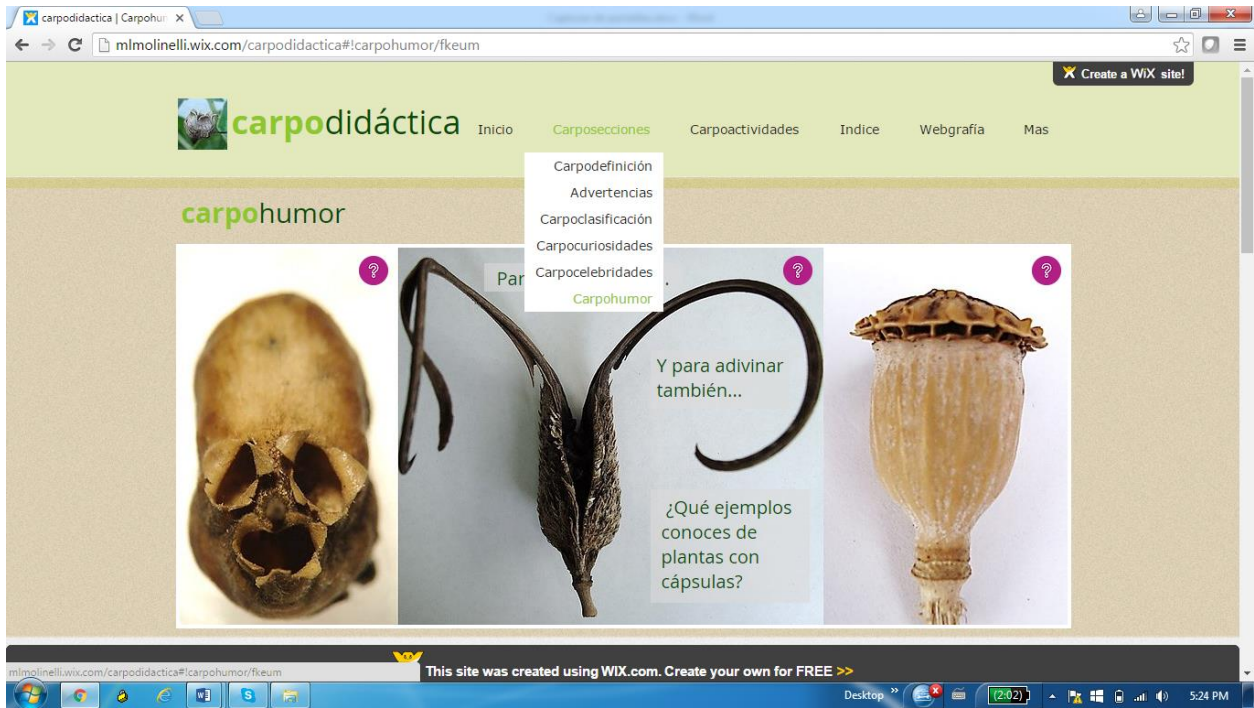 carpodidactica | Carpohur
mlmolinelli.wix.com/carpodidactica#!carpohumor/fkeum
Create a WiX site!
carpodidáctica
Inicio Carposecciones Carpoactividades Indice Webgrafía Mas
Carpodefinición
Advertencias
Carpoclasificación
Carpocuriosidades
Carpocelebridades
Carpohumor
carpohumor
?
?
?
Y para adivinar
también...
¿Qué ejemplos
conoces de
plantas con
cápsulas?
mlmolinelli.wix.com/carpodidactica#!carpohumor/fkeum
This site was created using WIX.com. Create your own for FREE >>
Desktop
(2:02)
5:24 PM